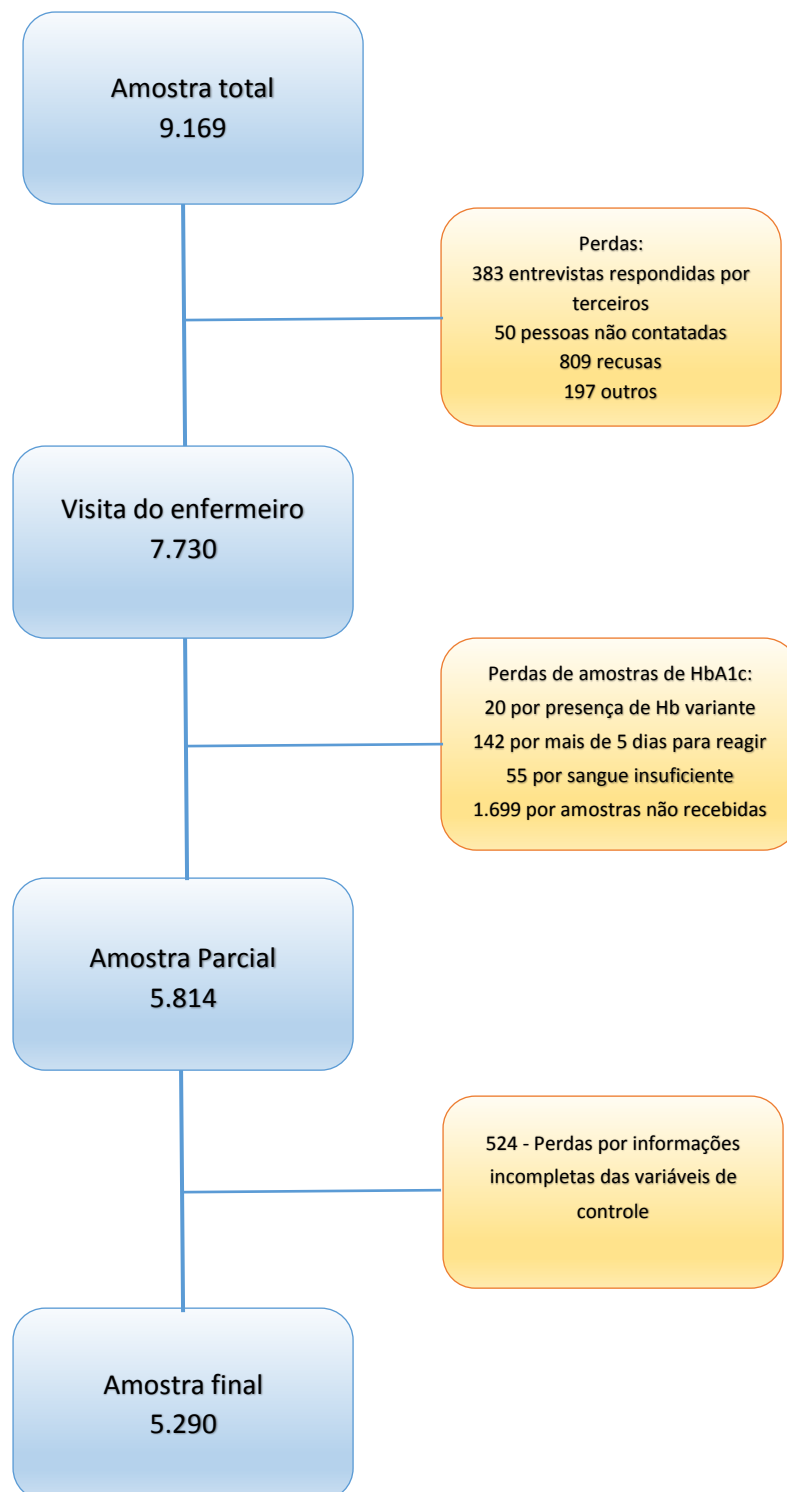 Amostra total
9.169
Perdas:
383 entrevistas respondidas por
terceiros
50 pessoas não contatadas
809 recusas
197 outros
Visita do enfermeiro
7.730
Perdas de amostras de HbA1c:
20 por presença de Hb variante
142 por mais de 5 dias para reagir
55 por sangue insuficiente
1.699 por amostras não recebidas
Amostra Parcial
5.814
524 - Perdas por informações
incompletas das variáveis de
controle
Amostra final
5.290